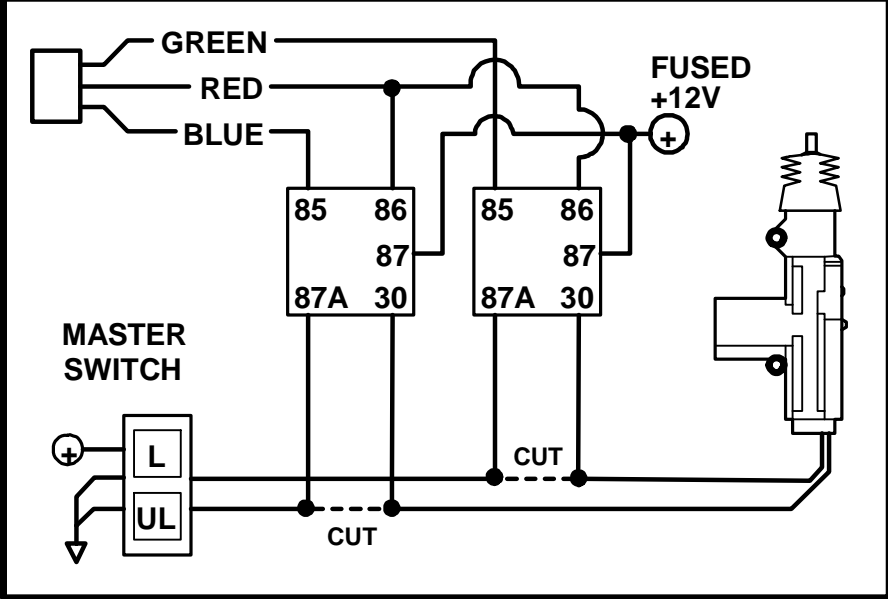 GREEN
RED
BLUE
FUSED
+12V
+
85 86
87
87A 30
85 86
87
87A 30
MASTER
SWITCH
+
L
UL
CUT
CUT